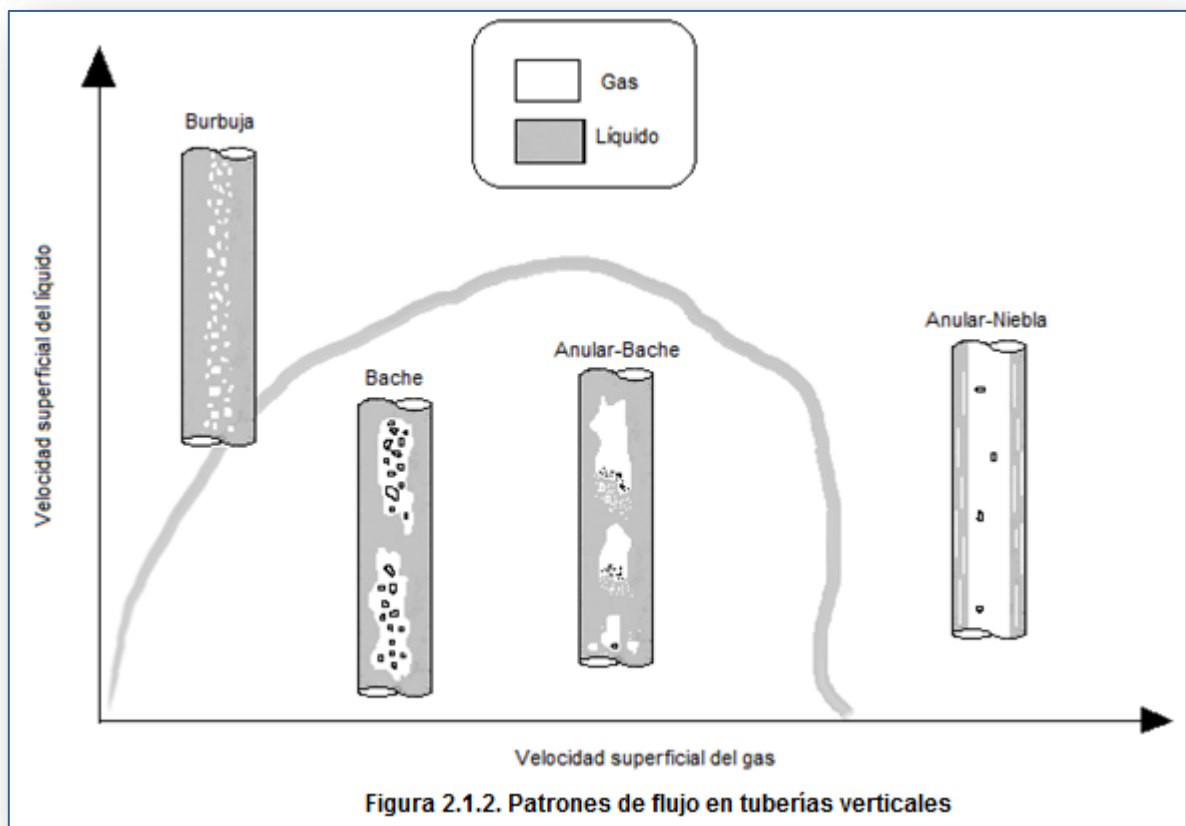 Gas
Líquido
Burbuja
Bache
Anular-Bache
Anular-Niebla
Velocidad superficial del líquido
Velocidad superficial del gas
Figura 2.1.2. Patrones de flujo en tuberías verticales